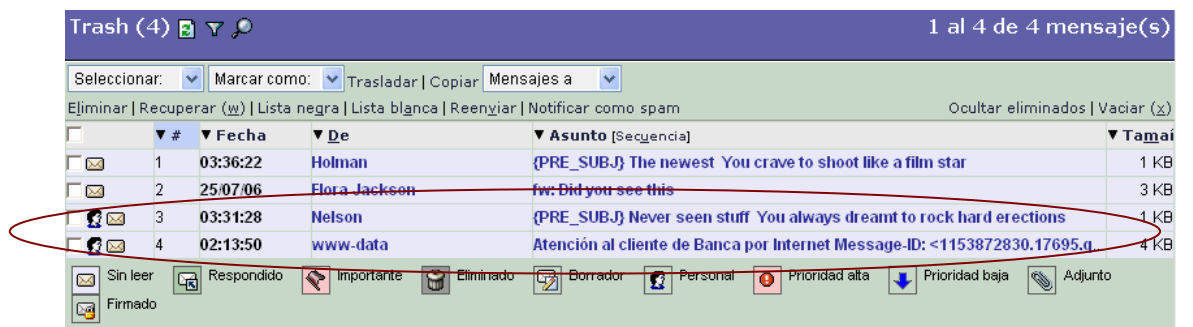 Trash (4) 1 al 4 de 4 mensaje(s)
Seleccionar: Marcar como: Trasladar | Copiar Mensajes a
Eliminar | Recuperar (w) | Lista negra | Lista blanca | Reenviar | Notificar como spam Ocultar eliminados | Vaciar (x)
# Fecha De Asunto [Secuencia] Tamaí
1 03:36:22 Holman {PRE_SUBJ} The newest You crave to shoot like a film star 1 KB
2 25/07/06 Flora Jackson fw: Did you see this 3 KB
3 03:31:28 Nelson {PRE_SUBJ} Never seen stuff You always dreamt to rock hard erections 1 KB
4 02:13:50 www-data Atención al cliente de Banca por Internet Message-ID: <1153872830.17695.q... 4 KB
Sin leer Respondido Importante Eliminado Borrador Personal Prioridad alta Prioridad baja Adjunto
Firmado